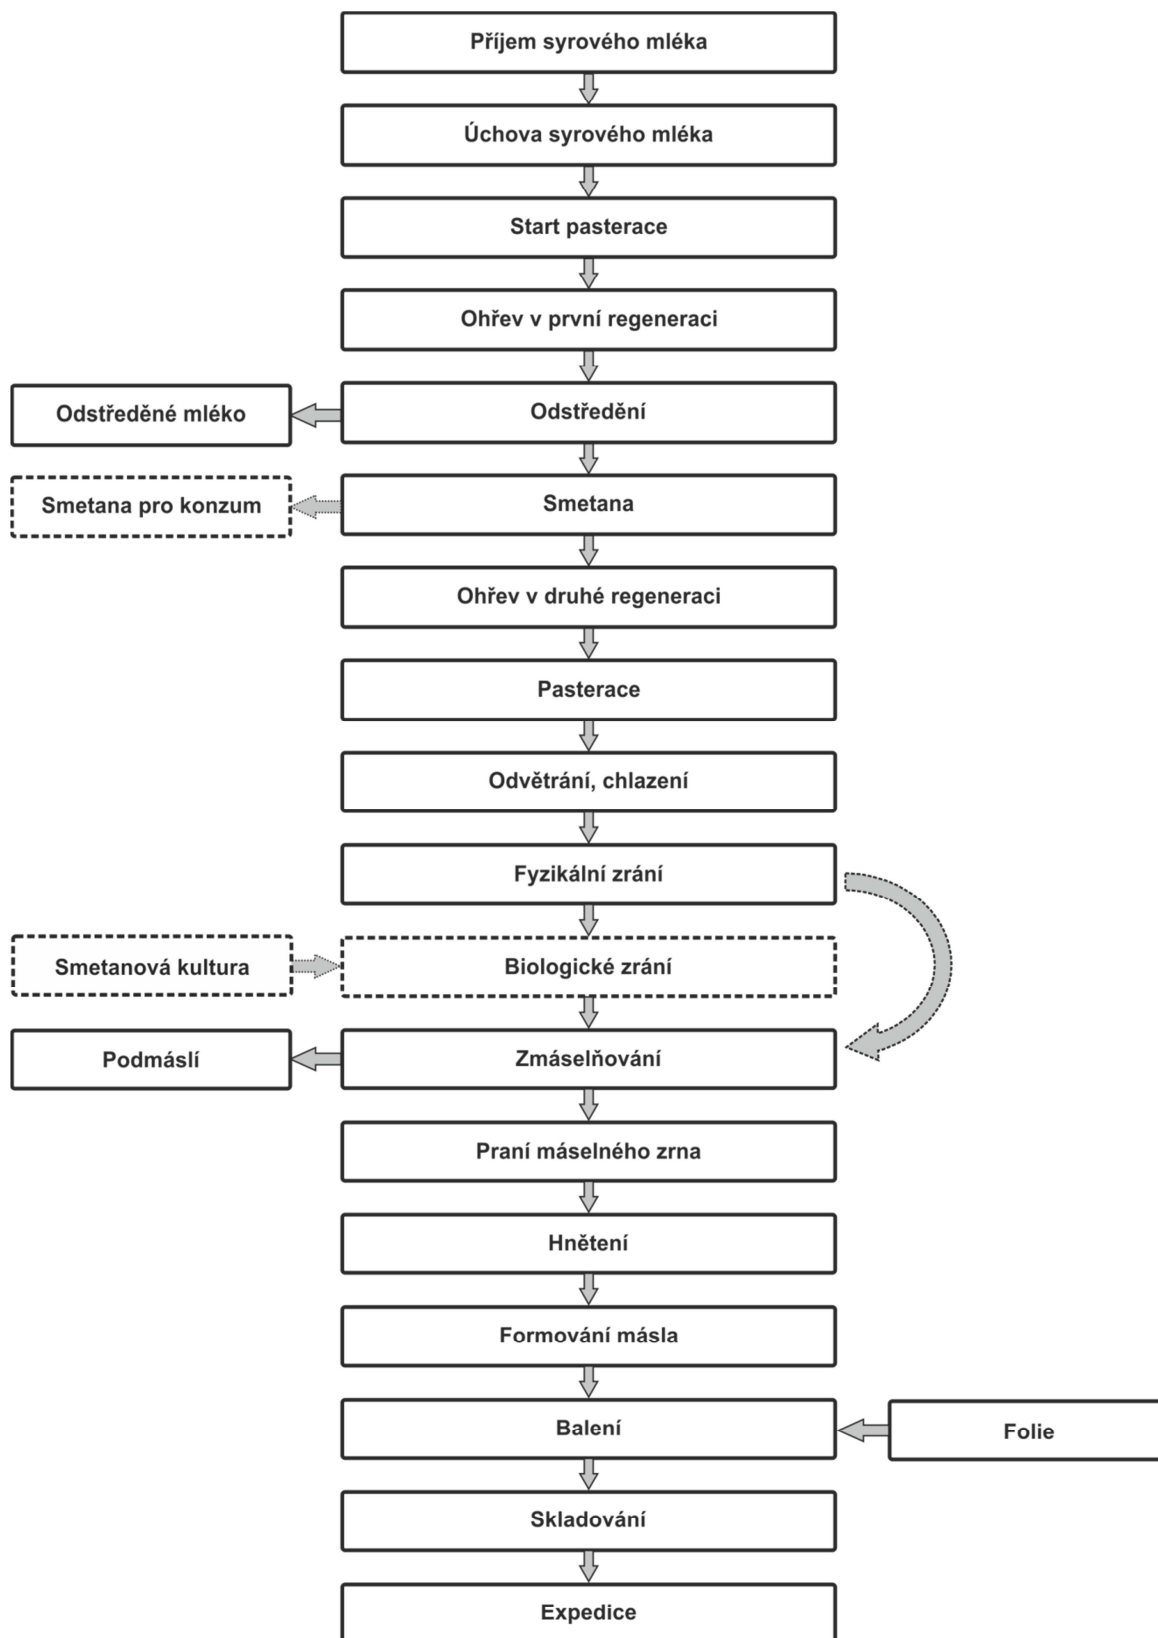 Příjem syrového mléka
Úchova syrového mléka
Start pasterace
Ohřev v první regeneraci
Odstředěné mléko
Odstředění
Smetana pro konzum
Smetana
Ohřev v druhé regeneraci
Pasterace
Odvětrání, chlazení
Fyzikální zrání
Smetanová kultura
Biologické zrání
Podmáslí
Zmáselňování
Praní máselného zrna
Hnětení
Formování másla
Balení
Folie
Skladování
Expedice